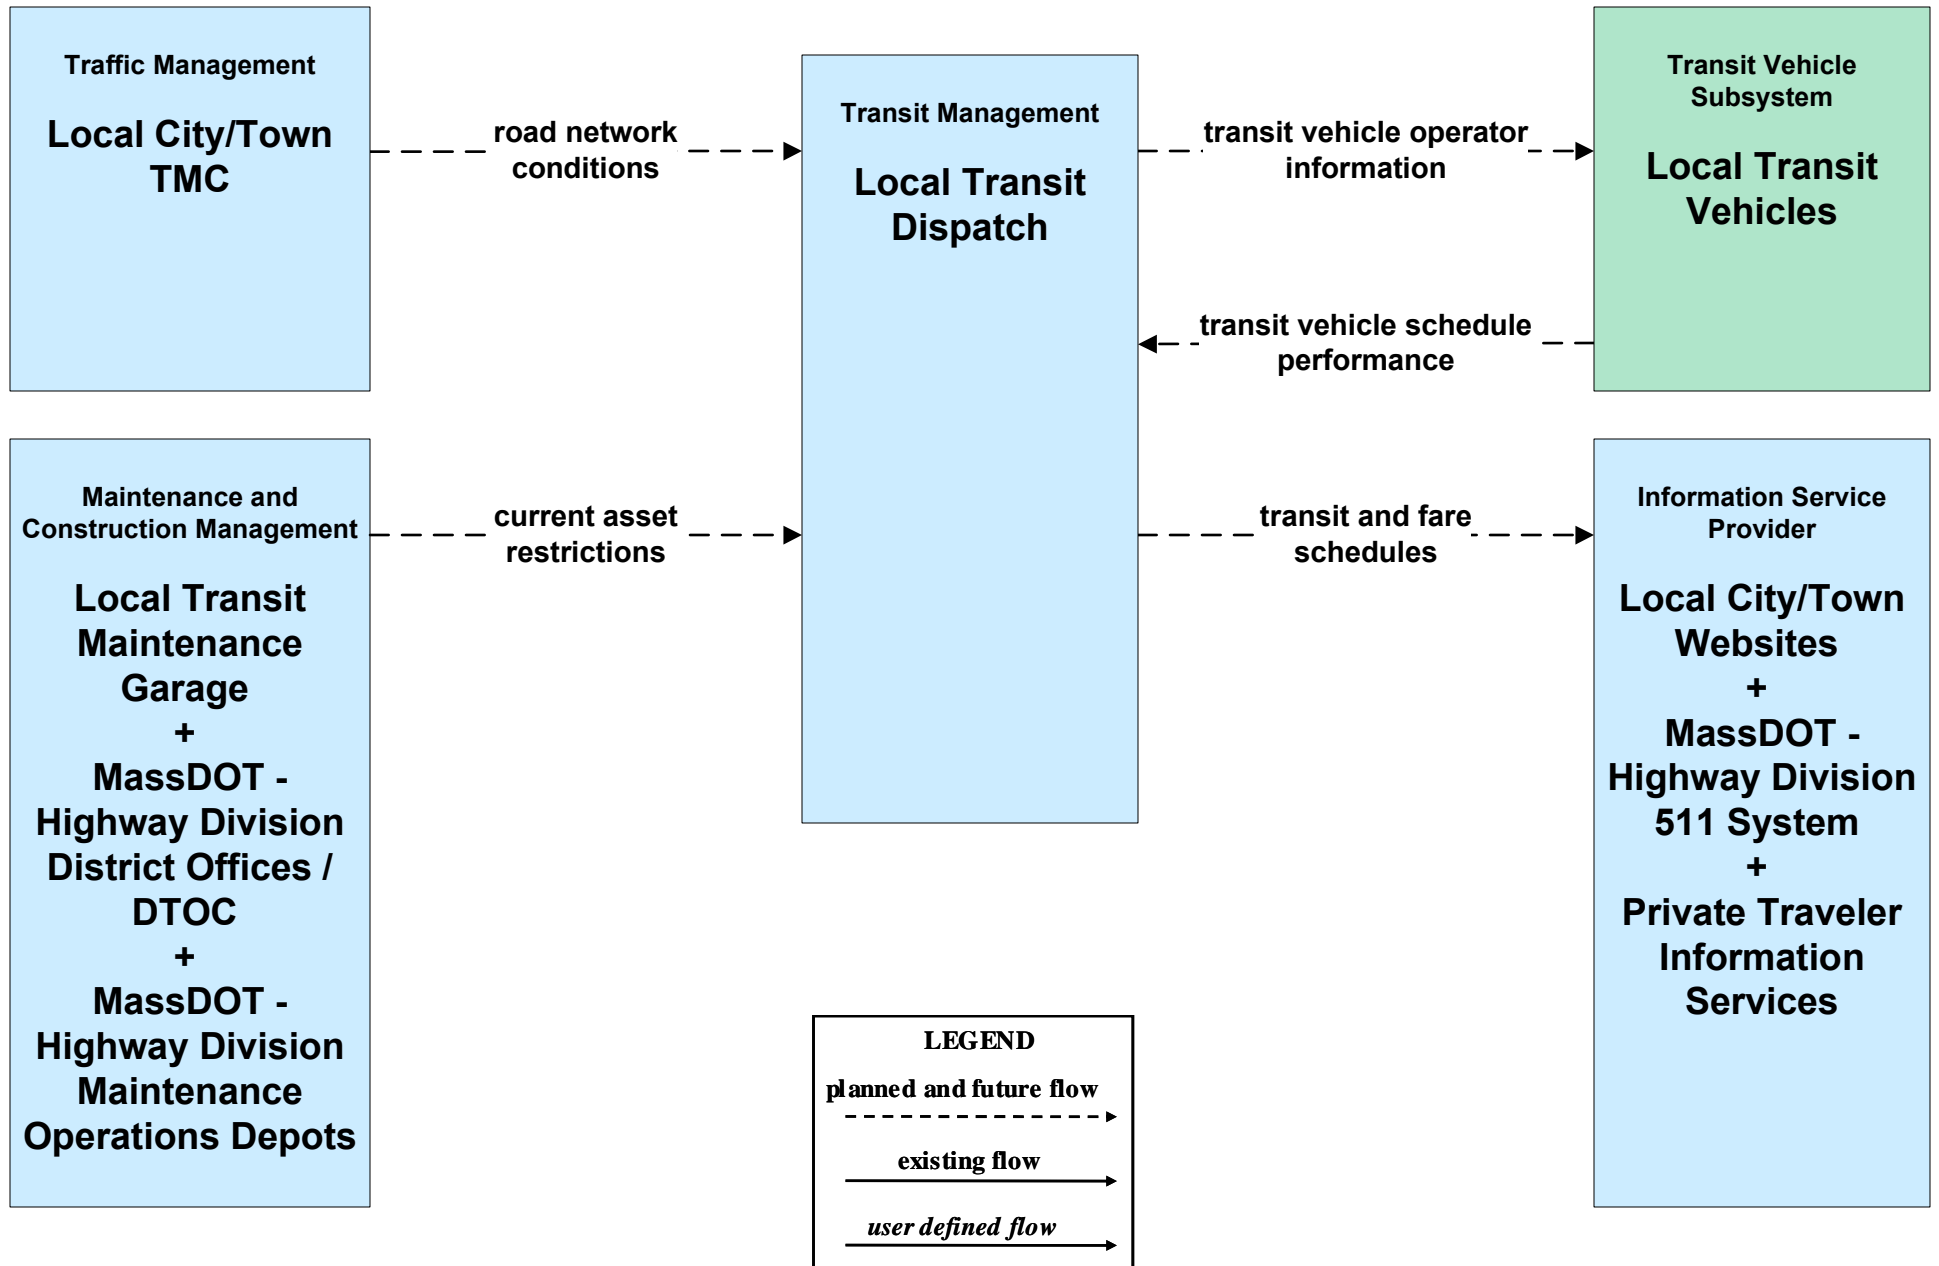 Traffic Management
Local City/Town
TMC
road network
conditions
Transit Management
Local Transit
Dispatch
transit vehicle operator
information
Transit Vehicle
Subsystem
Local Transit
Vehicles
transit vehicle schedule
performance
Maintenance and
Construction Management
Local Transit
Maintenance
Garage
+
MassDOT -
Highway Division
District Offices /
DTOC
+
MassDOT -
Highway Division
Maintenance
Operations Depots
current asset
restrictions
transit and fare
schedules
Information Service
Provider
Local City/Town
Websites
+
MassDOT -
Highway Division
511 System
+
Private Traveler
Information
Services
LEGEND
planned and future flow
existing flow
user defined flow